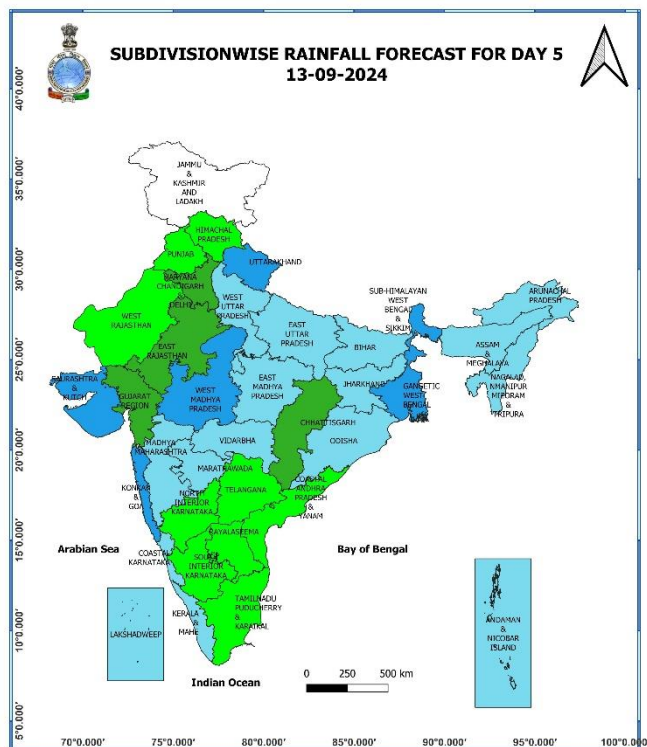 SUBDIVISIONWISE RAINFALL FORECAST FOR DAY 5
13-09-2024
40°0.000'
35°0.000'
30°0.000'
25°0.000'
20°0.000'
15°0.000'
10°0.000'
5°0.000'
JAMMU
&
KASHMIR
AND
LADAKH
HIMACHAL
PRADESH
PUNJAB
UTTARAKHAND
CHANDIGARH
DELHI
WEST
UTTAR
PRADESH
SUB-HIMALAYAN
WEST
BENGAL
&
SIKKIM
ARUNACHAL
PRADESH
WEST
RAJASTHAN
EAST
RAJASTHAN
EAST
UTTAR
PRADESH
BIHAR
ASSAM
&
MEGHALAYA
SAURASHTRA
&
KUTCH
GUJARAT
REGION
WEST
MADHYA
PRADESH
EAST
MADHYA
PRADESH
JHARKHAND
GANGETIC
WEST
BENGAL
MIZORAM
&
TRIPURA
CHHATTISGARH
ODISHA
MADHYA
MAHARASHTRA
VIDARBHA
MARATHAWADA
KONKAN
&
GOA
NORTH
INTERIOR
KARNATAKA
TELANGANA
COASTAL
ANDHRA
PRADESH
&
YANAM
RAYALASEEMA
Arabian Sea
Bay of Bengal
COASTAL
KARNATAKA
SOUTH
INTERIOR
KARNATAKA
KERALA
&
MAHE
TAMILNADU
PUDUCHERRY
&
KARAIKAL
LAKSHADWEEP
ANDAMAN
&
NICOBAR
ISLAND
Indian Ocean
0 250 500 km
70°0.000' 75°0.000' 80°0.000' 85°0.000' 90°0.000' 95°0.000' 100°0.000'